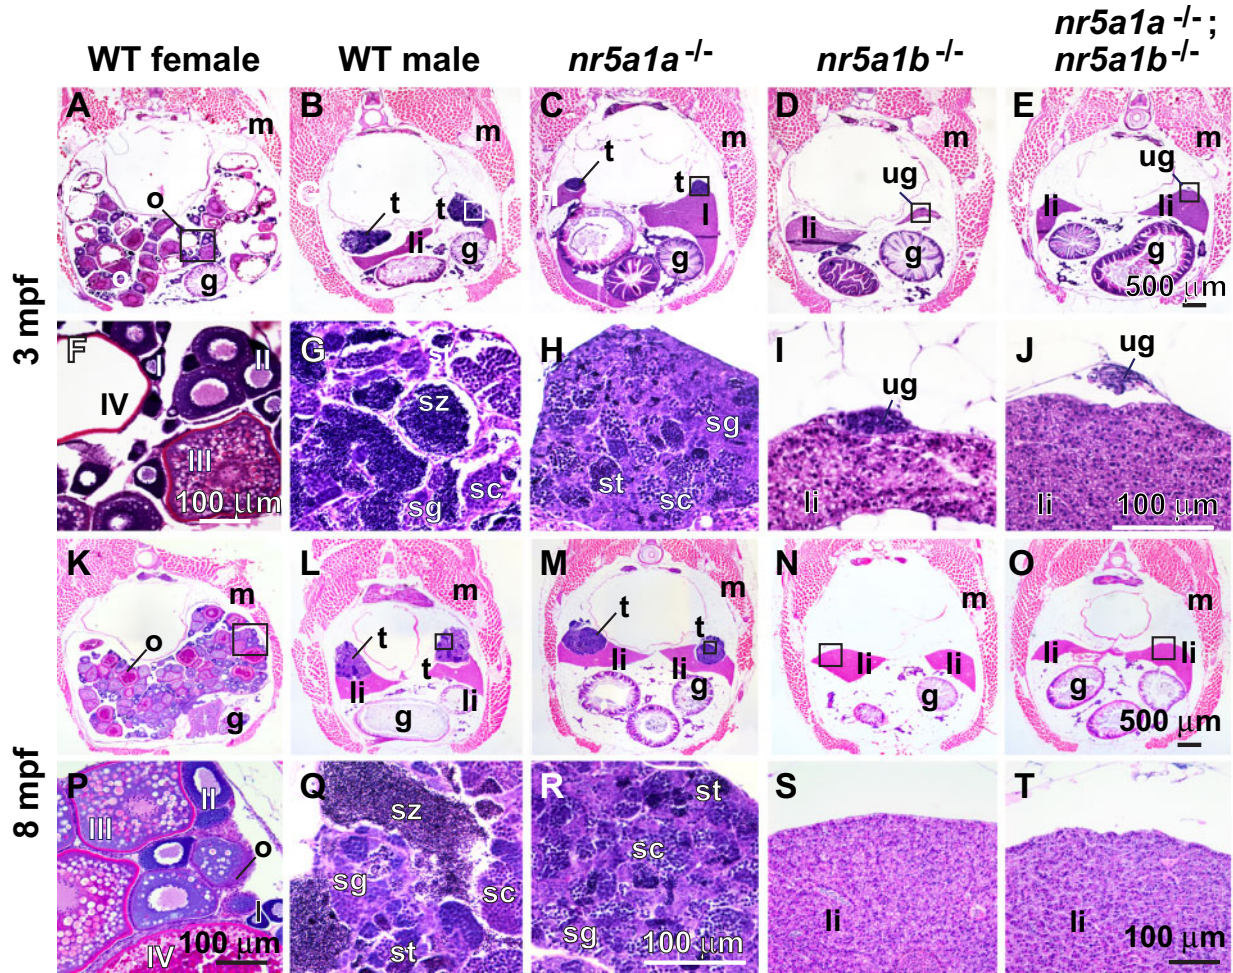 nr5a1a -/- ;
WT female WT male nr5a1a -/- nr5a1b -/- nr5a1b -/-
3 mpf
A m o o g
B m G t t li g
C H t t l g
D m ug li g
E m ug li li g 500 µm
F I II IV III 100 µm
G st sz sc sg
H sg st sc
I ug li
J ug li 100 µm
8 mpf
K m o g
L m t t li li g
M m t t li li g
N m li li g
O m li li g 500 µm
P II III o I IV 100 µm
Q sz sg sc st
R st sc sg 100 µm
S li
T li 100 µm